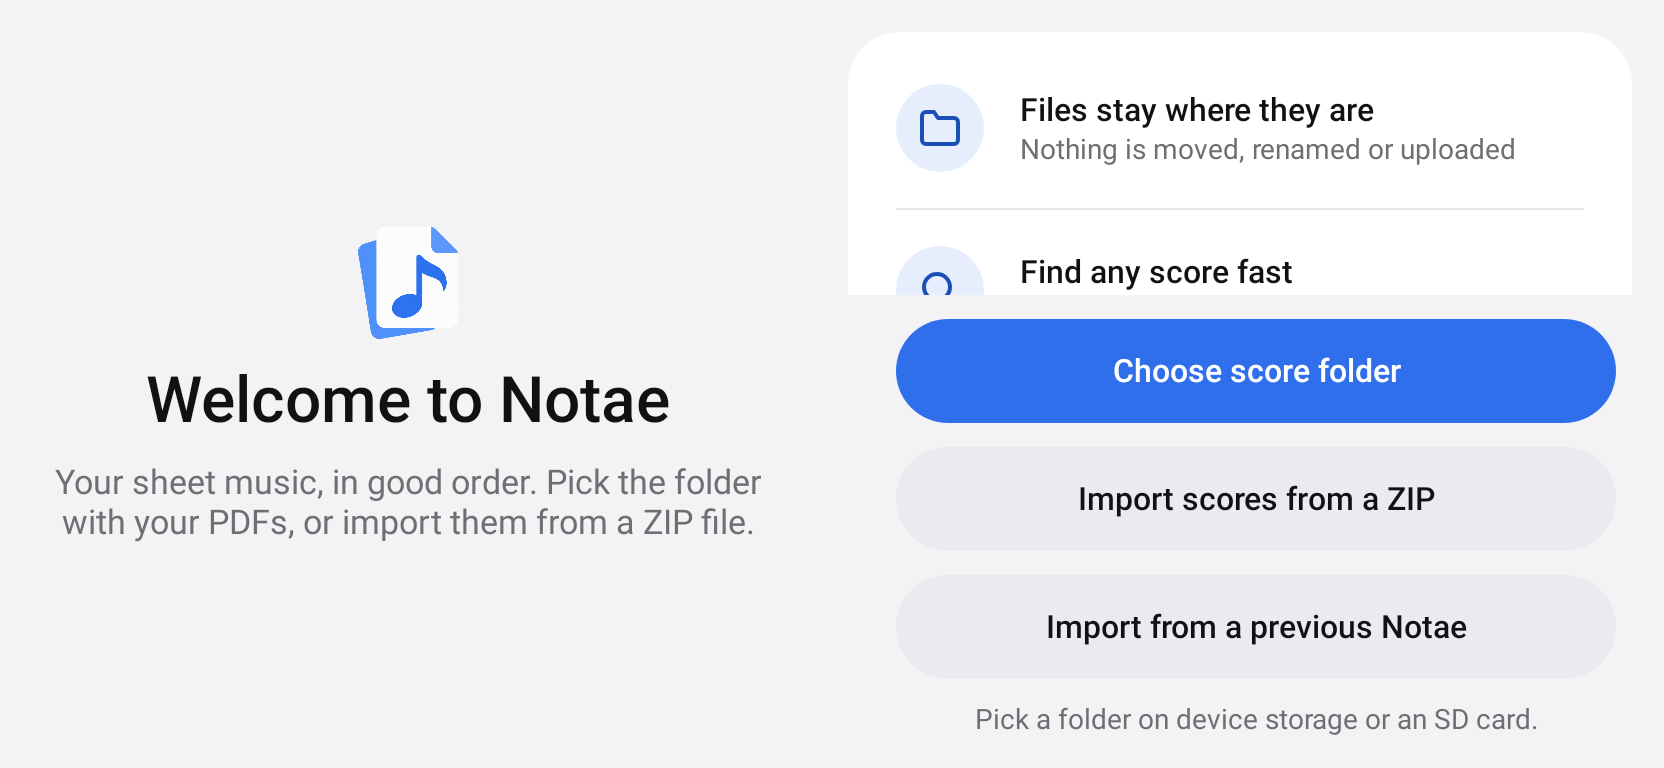 Welcome to Notae
Your sheet music, in good order. Pick the folder
with your PDFs, or import them from a ZIP file.
Files stay where they are
Nothing is moved, renamed or uploaded
Find any score fast
Choose score folder
Import scores from a ZIP
Import from a previous Notae
Pick a folder on device storage or an SD card.